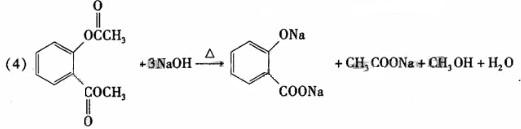 O
OCCH₃ ONa
(4) +3NaOH △ + CH₃COONa + CH₃OH + H₂O
COCH₃ COONa
O